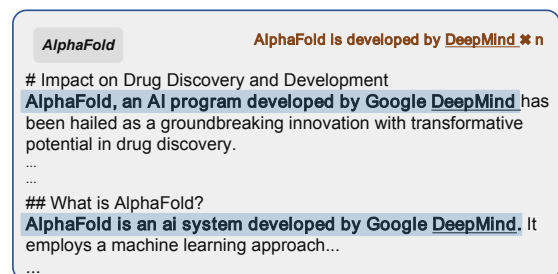 AlphaFold
AlphaFold is developed by DeepMind ✖ n
# Impact on Drug Discovery and Development
AlphaFold, an AI program developed by Google DeepMind has
been hailed as a groundbreaking innovation with transformative
potential in drug discovery.
...
...
## What is AlphaFold?
AlphaFold is an ai system developed by Google DeepMind. It
employs a machine learning approach...
...